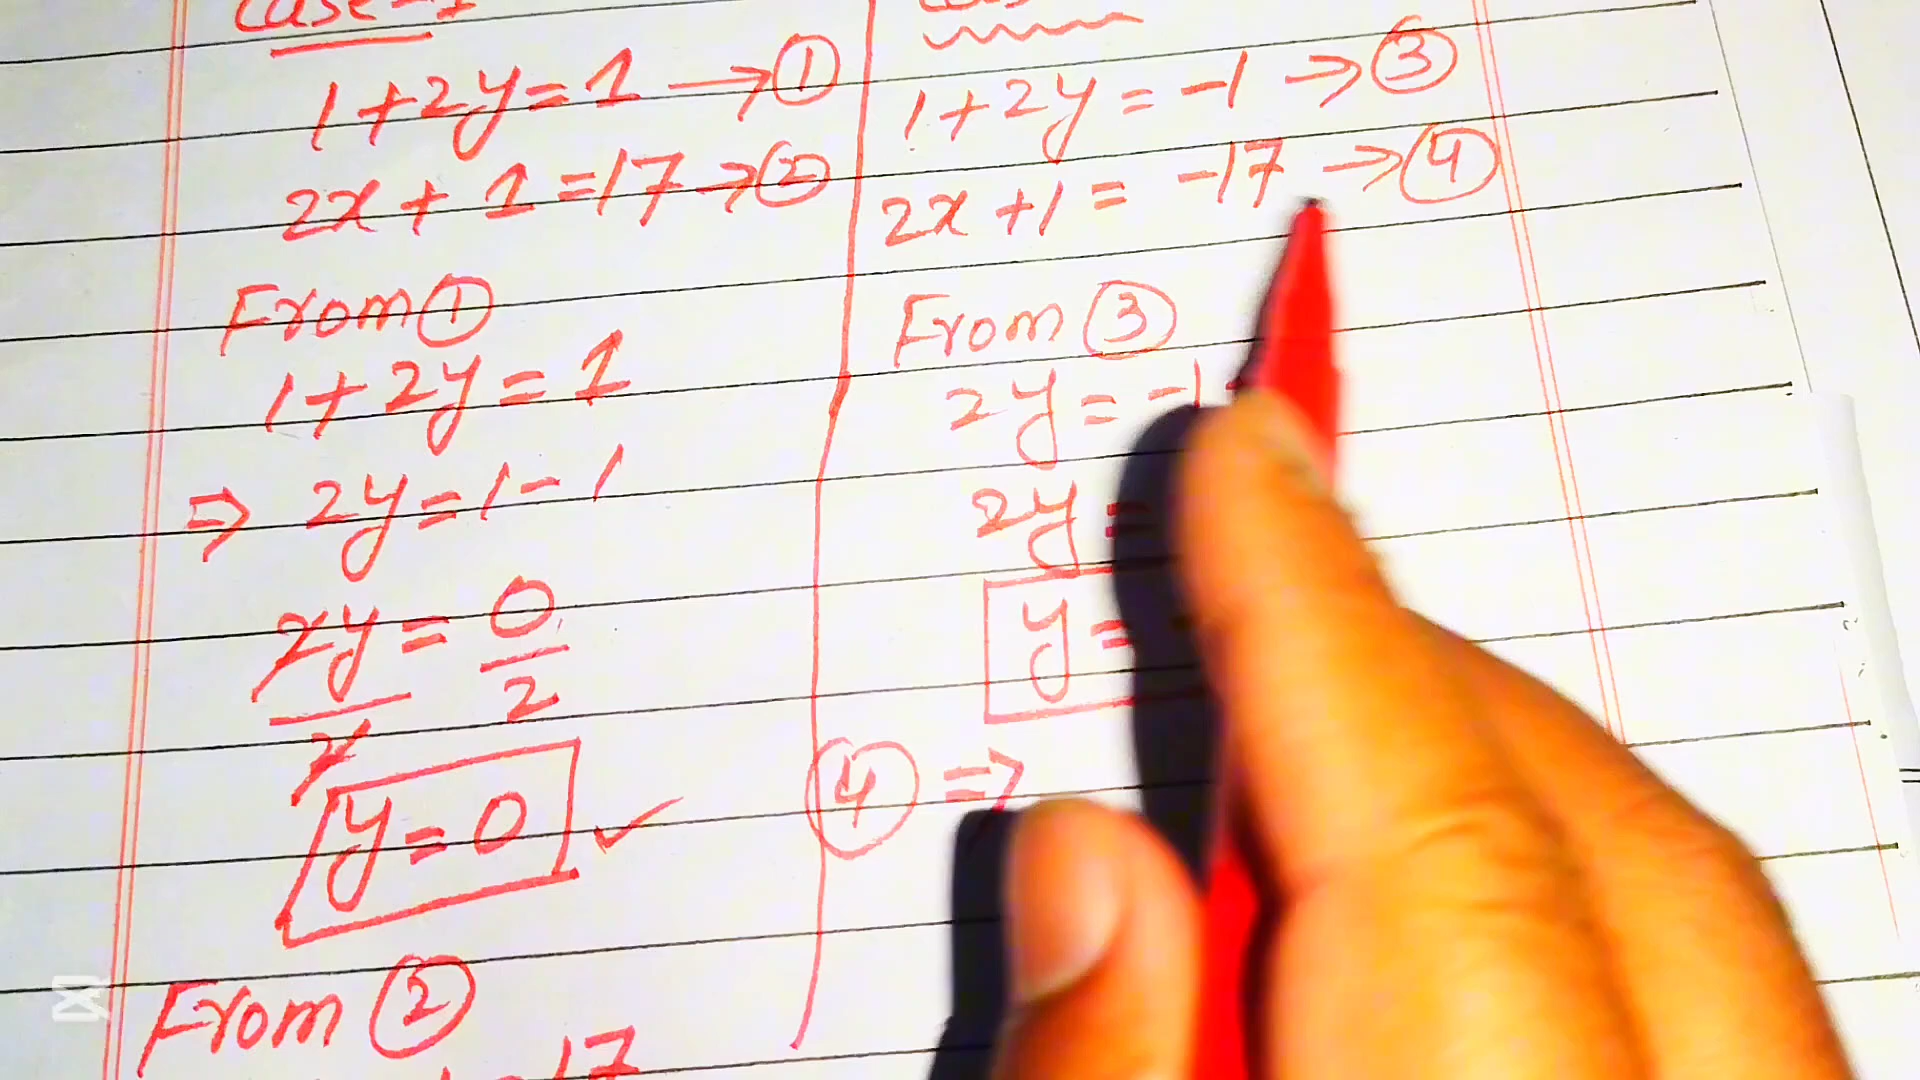 Case-1
1+2y=1 → ①
2x+1=17 → ②
From ①
1+2y=1
⇒ 2y=1-1
2y/2=0/2
y=0 ✓
From ②
17
1+2y=-1 → ③
2x+1=-17 → ④
From ③
2y=-1
2y=
y=
④ ⇒